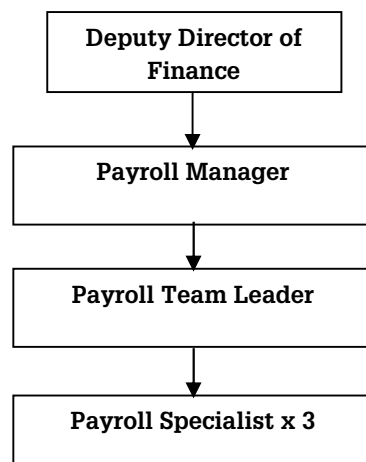 Deputy Director of
Finance
Payroll Manager
Payroll Team Leader
Payroll Specialist x 3